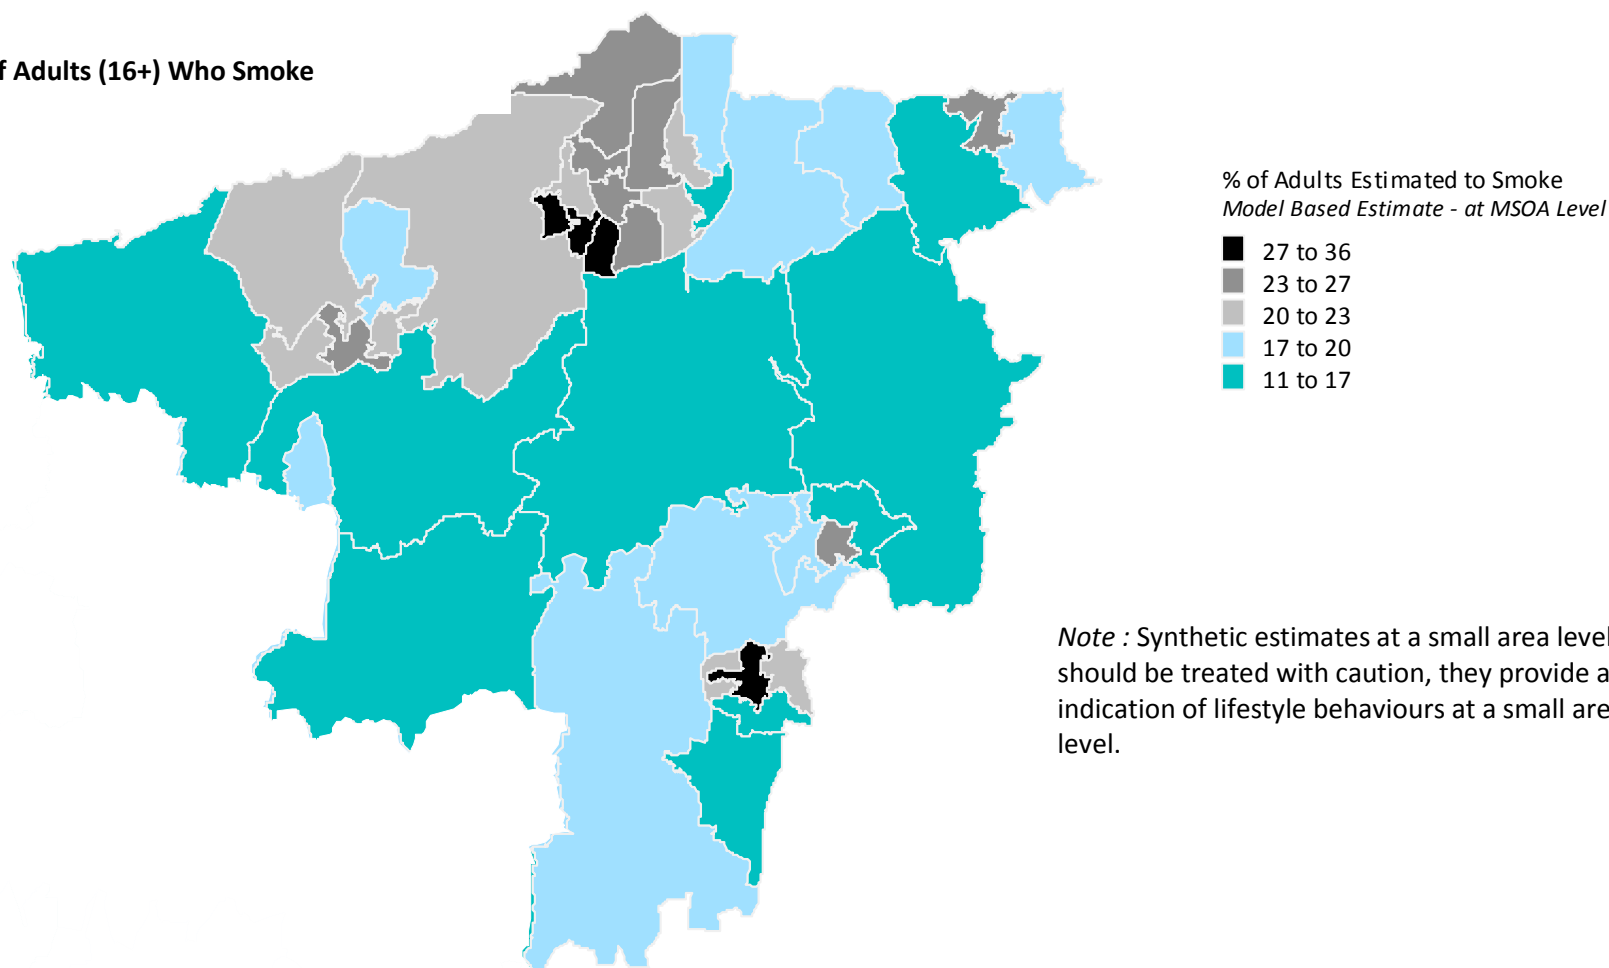 f Adults (16+) Who Smoke
% of Adults Estimated to Smoke
Model Based Estimate - at MSOA Level
27 to 36
23 to 27
20 to 23
17 to 20
11 to 17
Note : Synthetic estimates at a small area level
should be treated with caution, they provide a
indication of lifestyle behaviours at a small are
level.